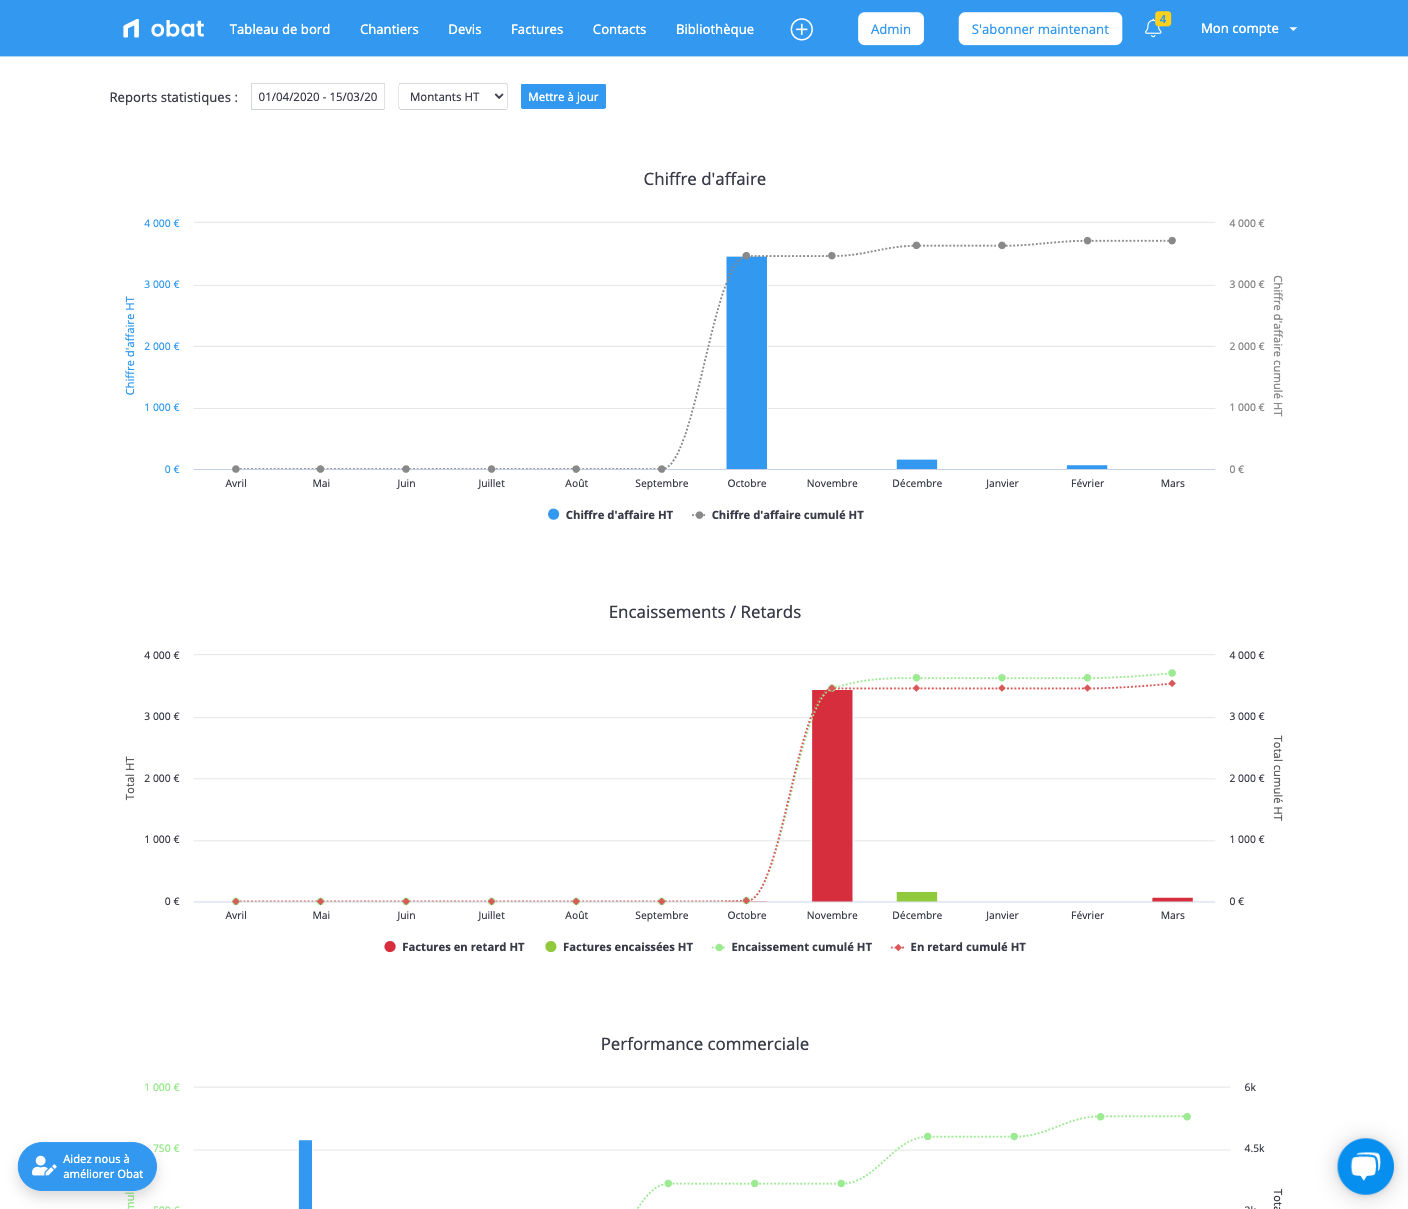 obat
Tableau de bord Chantiers Devis Factures Contacts Bibliothèque Admin S'abonner maintenant 4 Mon compte
Reports statistiques : 01/04/2020 - 15/03/20 Montants HT Mettre à jour
Chiffre d'affaire
4 000 € 4 000 €
3 000 € 3 000 €
2 000 € 2 000 €
1 000 € 1 000 €
0 € 0 €
Chiffre d'affaire HT
Chiffre d'affaire cumulé HT
Avril Mai Juin Juillet Août Septembre Octobre Novembre Décembre Janvier Février Mars
Chiffre d'affaire HT Chiffre d'affaire cumulé HT
Encaissements / Retards
4 000 € 4 000 €
3 000 € 3 000 €
2 000 € 2 000 €
1 000 € 1 000 €
0 € 0 €
Total HT
Total cumulé HT
Avril Mai Juin Juillet Août Septembre Octobre Novembre Décembre Janvier Février Mars
Factures en retard HT Factures encaissées HT Encaissement cumulé HT En retard cumulé HT
Performance commerciale
1 000 € 6k
750 € 4.5k
Aidez nous à
améliorer Obat